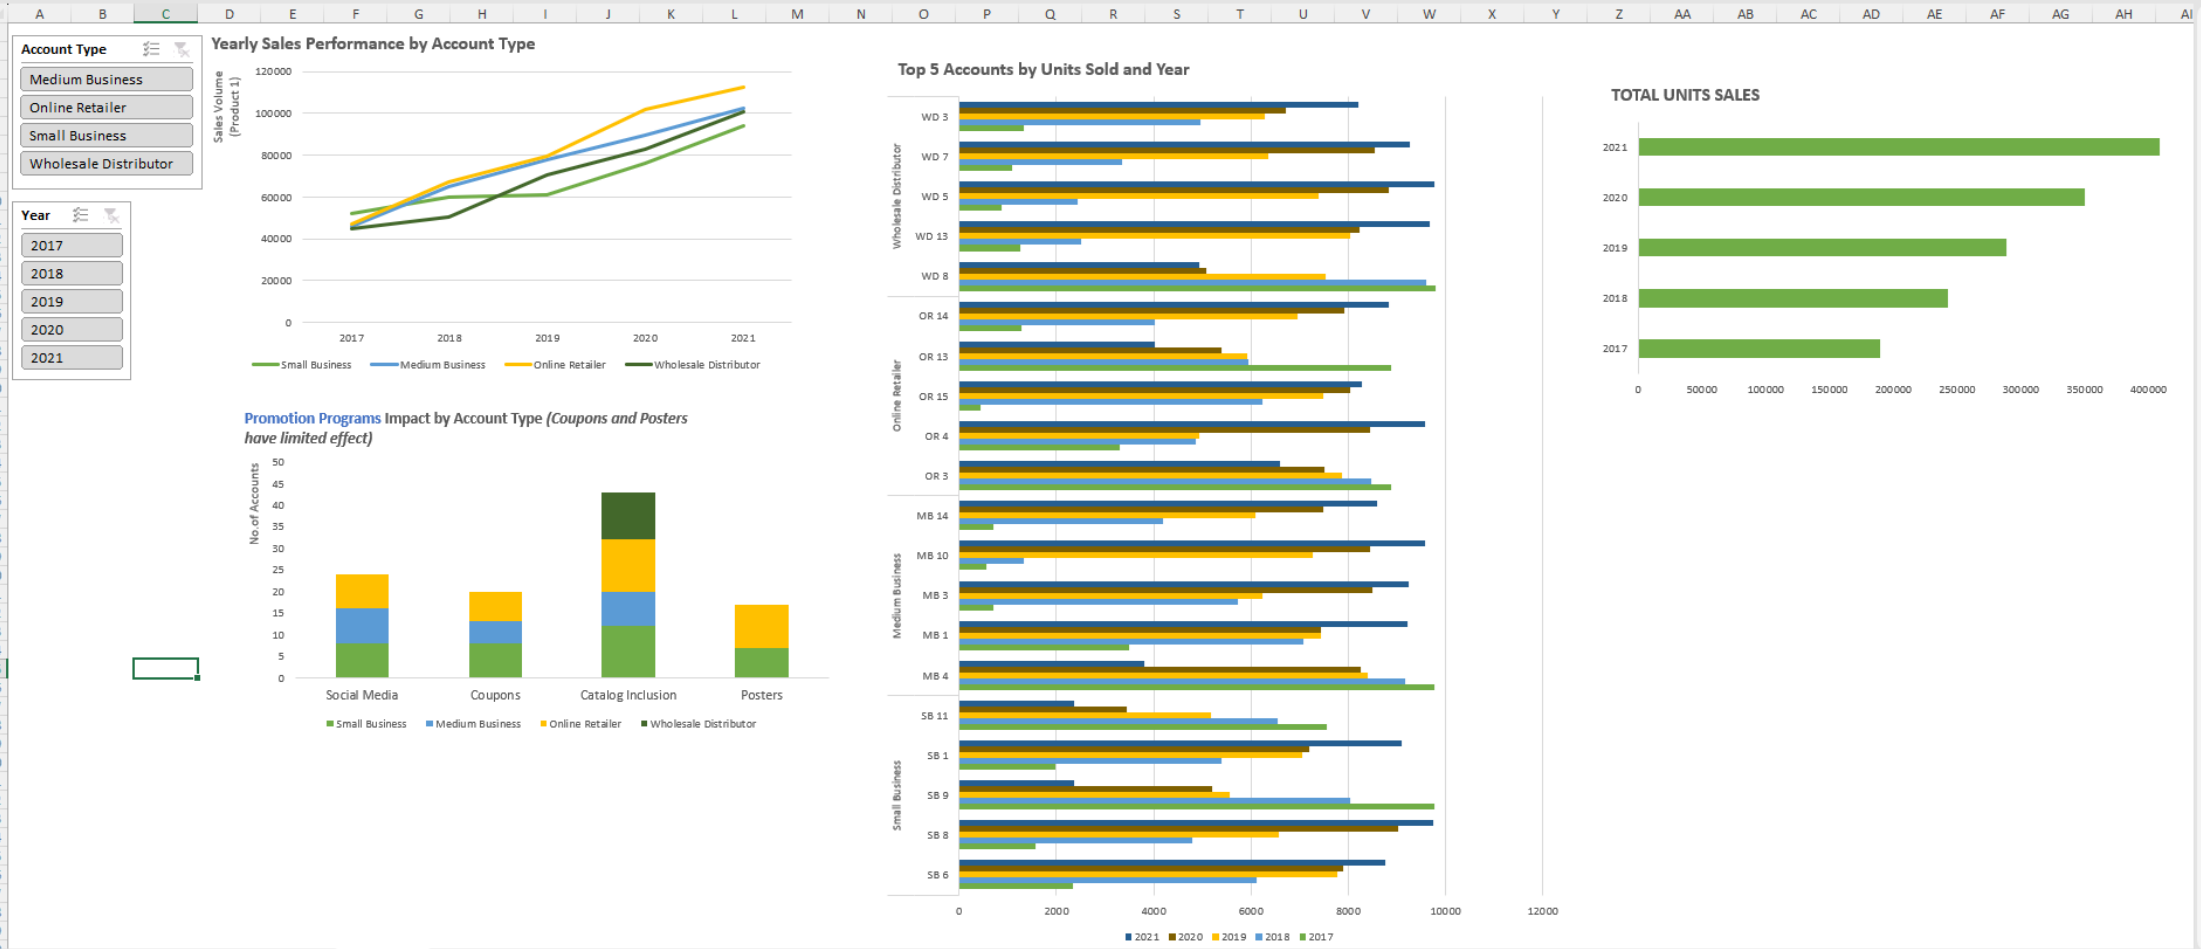 A B C D E F G H I J K L M N O P Q R S T U V W X Y Z AA AB AC AD AE AF AG AH
Account Type
Medium Business
Online Retailer
Small Business
Wholesale Distributor
Year
2017
2018
2019
2020
2021
Yearly Sales Performance by Account Type
Sales Volume
(Product 1)
120000
100000
80000
60000
40000
20000
0
2017 2018 2019 2020 2021
Small Business Medium Business Online Retailer Wholesale Distributor
Promotion Programs Impact by Account Type (Coupons and Posters
have limited effect)
No.of Accounts
50
45
40
35
30
25
20
15
10
5
0
Social Media Coupons Catalog Inclusion Posters
Small Business Medium Business Online Retailer Wholesale Distributor
Top 5 Accounts by Units Sold and Year
Wholesale Distributor
WD 3
WD 7
WD 5
WD 13
WD 8
Online Retailer
OR 14
OR 13
OR 15
OR 4
OR 3
Medium Business
MB 14
MB 10
MB 3
MB 1
MB 4
Small Business
SB 11
SB 1
SB 9
SB 8
SB 6
0 2000 4000 6000 8000 10000 12000
2021 2020 2019 2018 2017
TOTAL UNITS SALES
2021
2020
2019
2018
2017
0 50000 100000 150000 200000 250000 300000 350000 400000